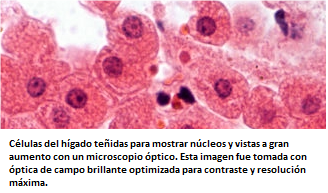 Células del hígado teñidas para mostrar núcleos y vistas a gran
aumento con un microscopio óptico. Esta imagen fue tomada con
óptica de campo brillante optimizada para contraste y resolución
máxima.